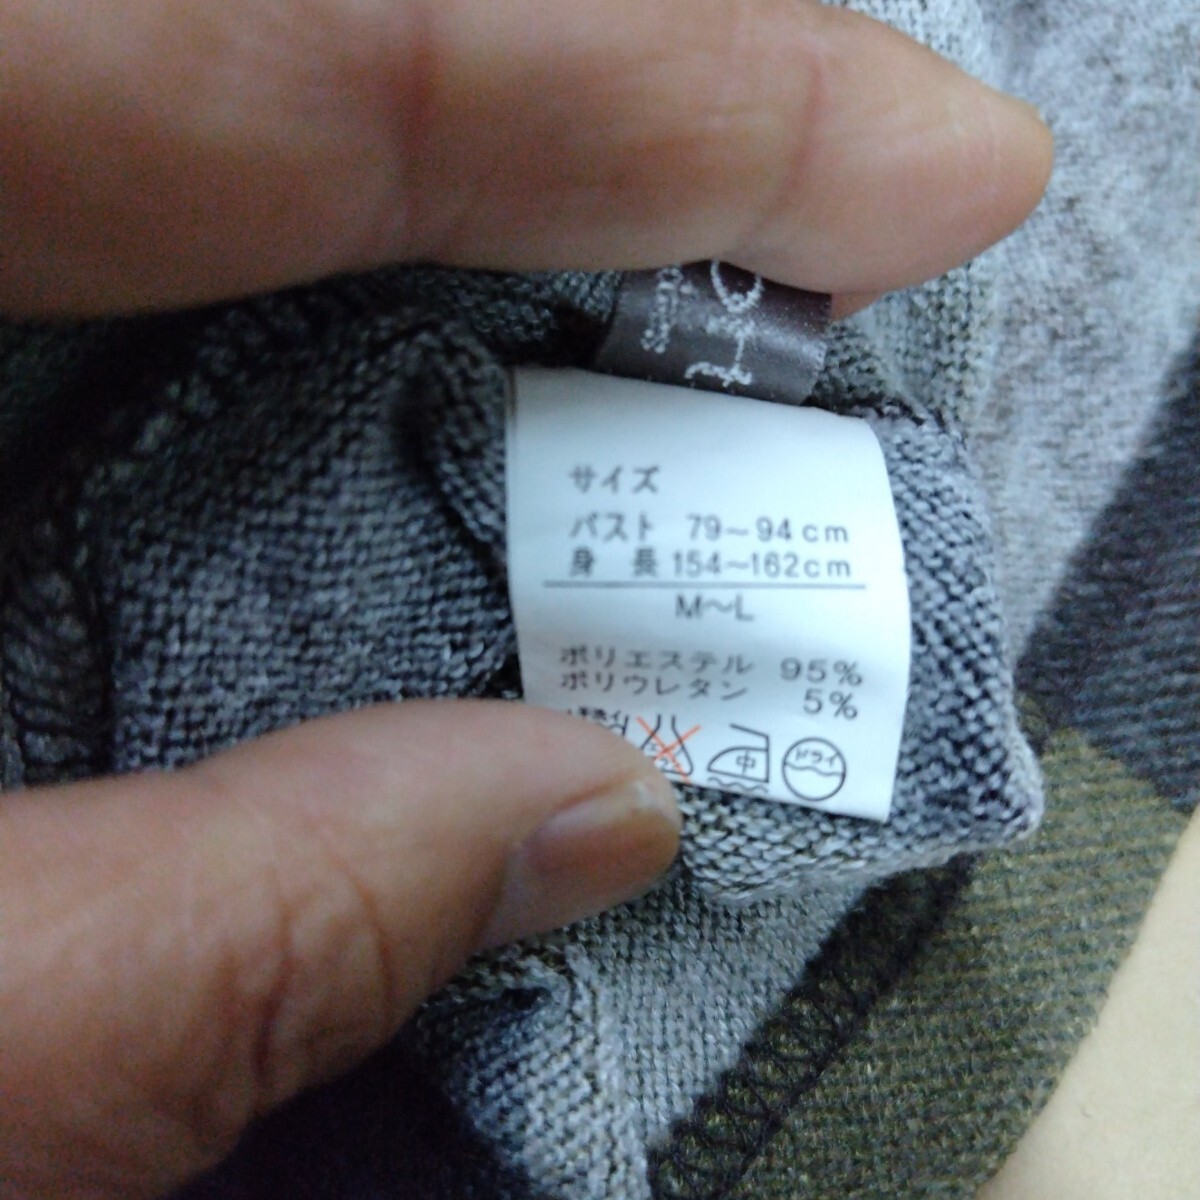 サイズ
バスト 79～94cm
身 長 154～162cm
M～L
ポリエステル 95%
ポリウレタン 5%
中 ドライ